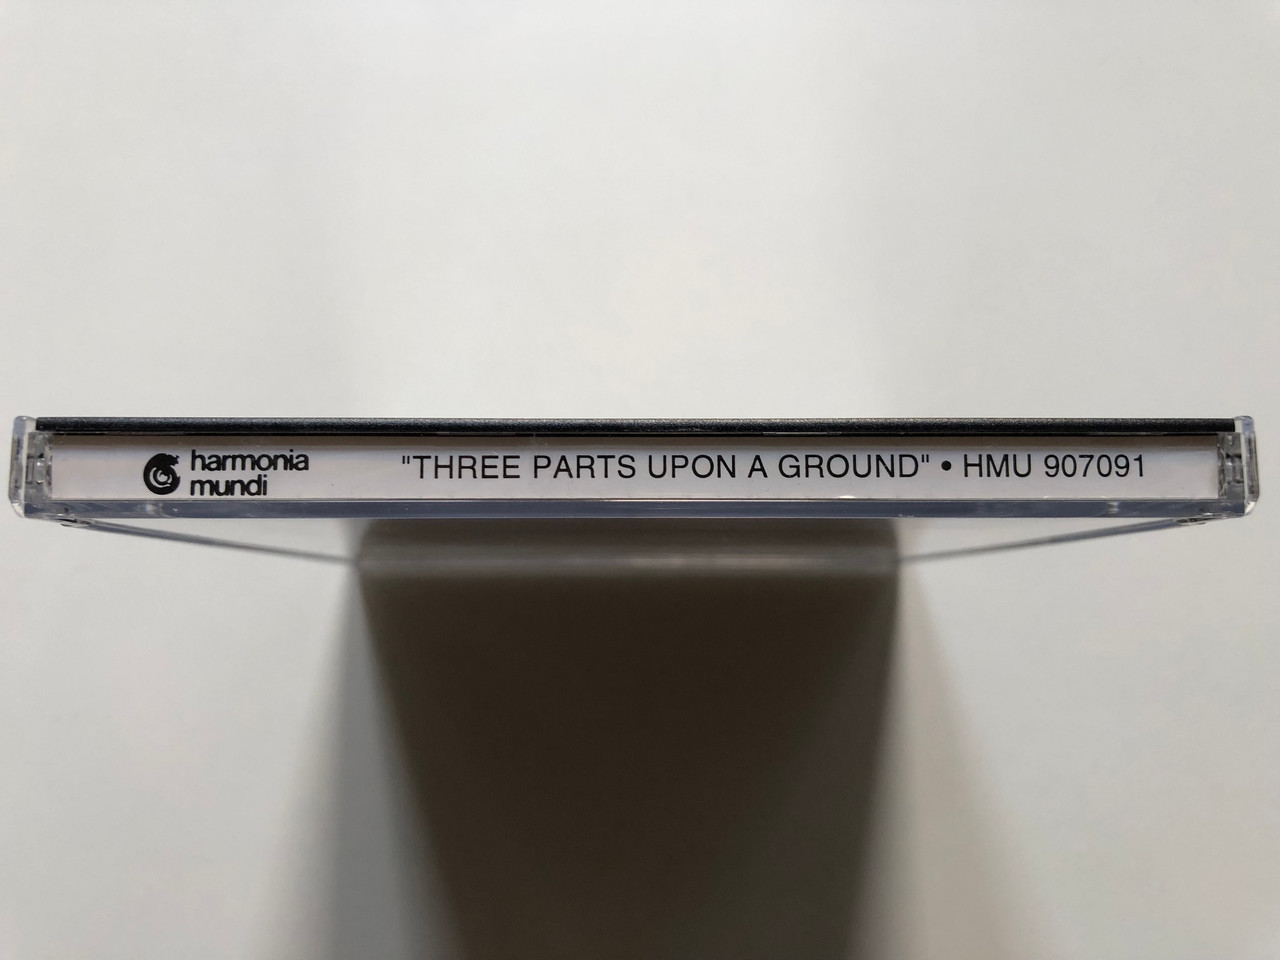 harmonia
mundi
"THREE PARTS UPON A GROUND" • HMU 907091